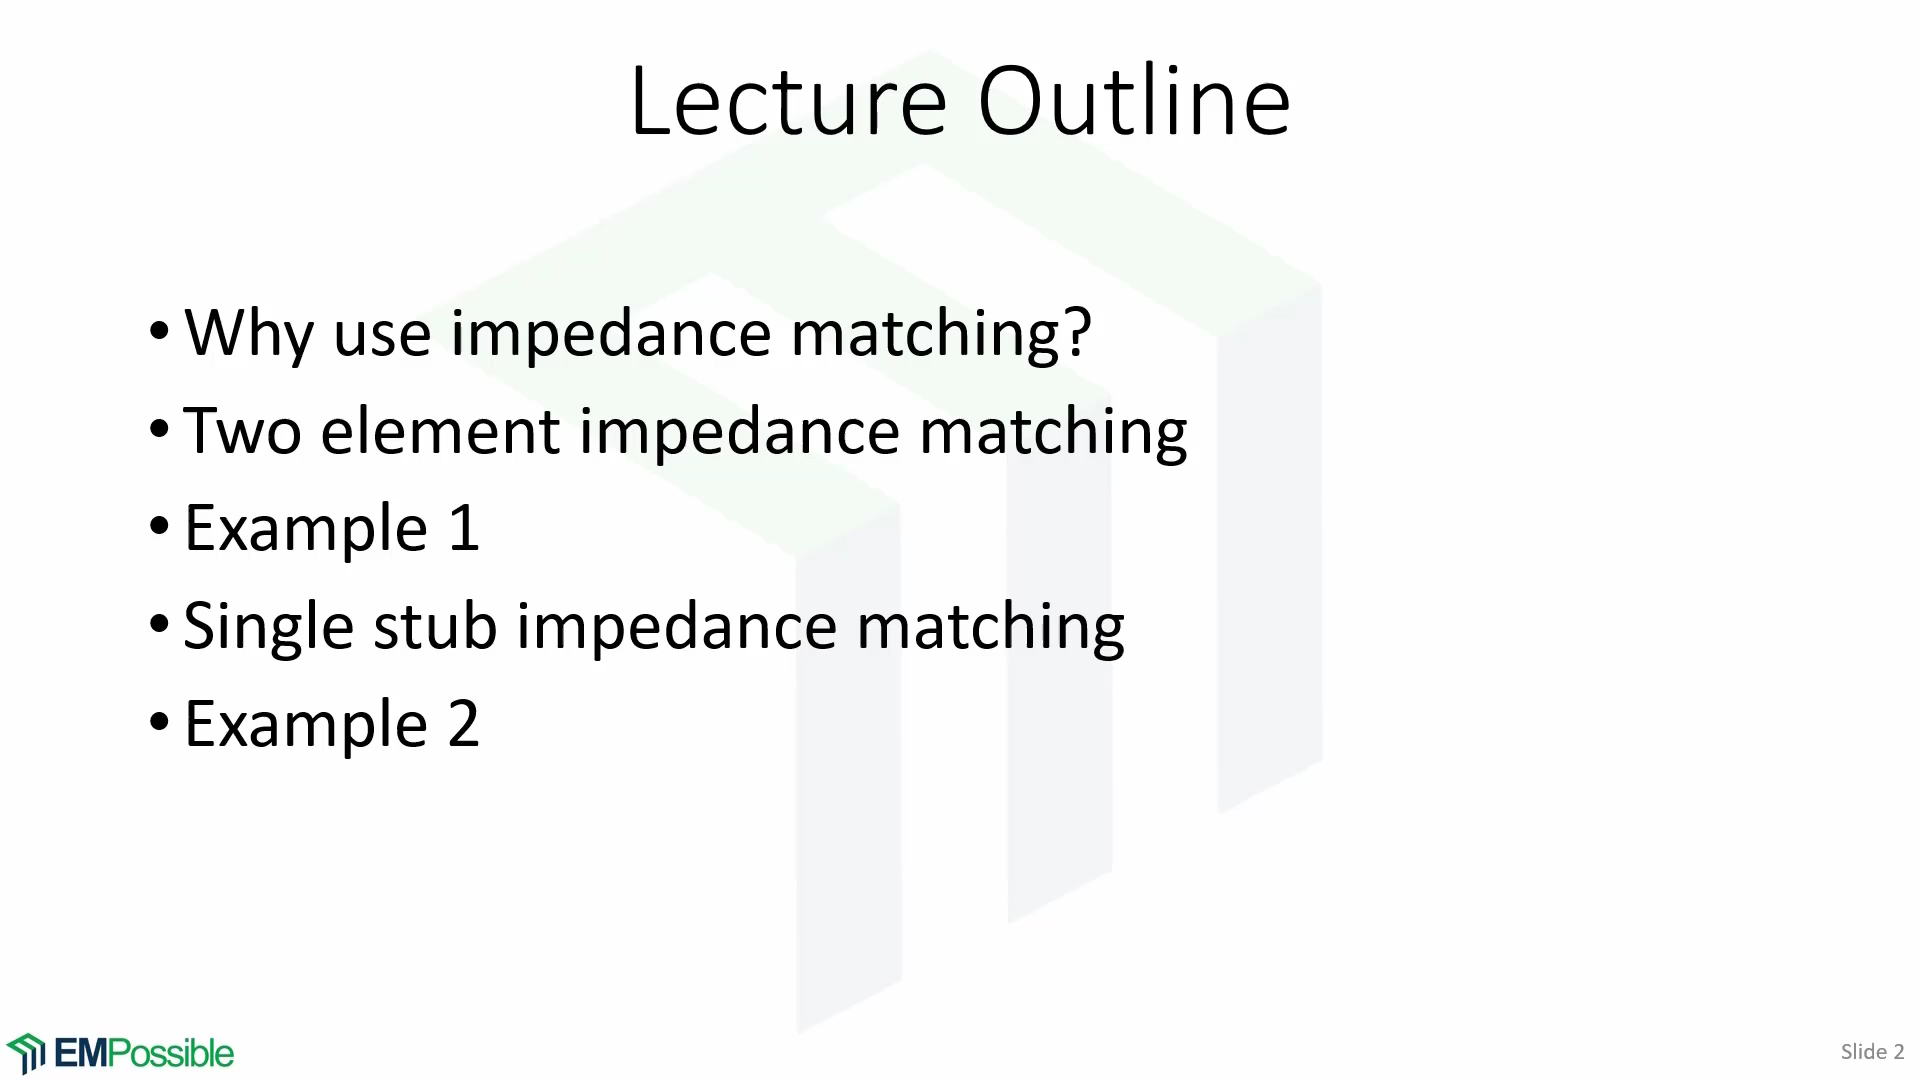 Lecture Outline
• Why use impedance matching?
• Two element impedance matching
• Example 1
• Single stub impedance matching
• Example 2
EMPossible
Slide 2